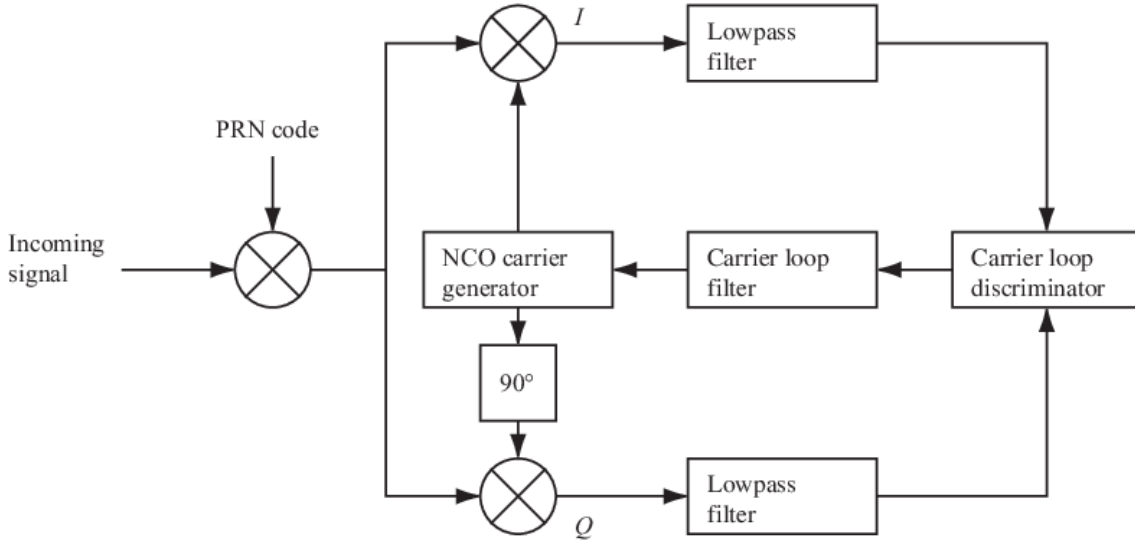 I
Lowpass
filter
PRN code
Incoming
signal
NCO carrier
generator
Carrier loop
filter
Carrier loop
discriminator
90°
Lowpass
filter
Q